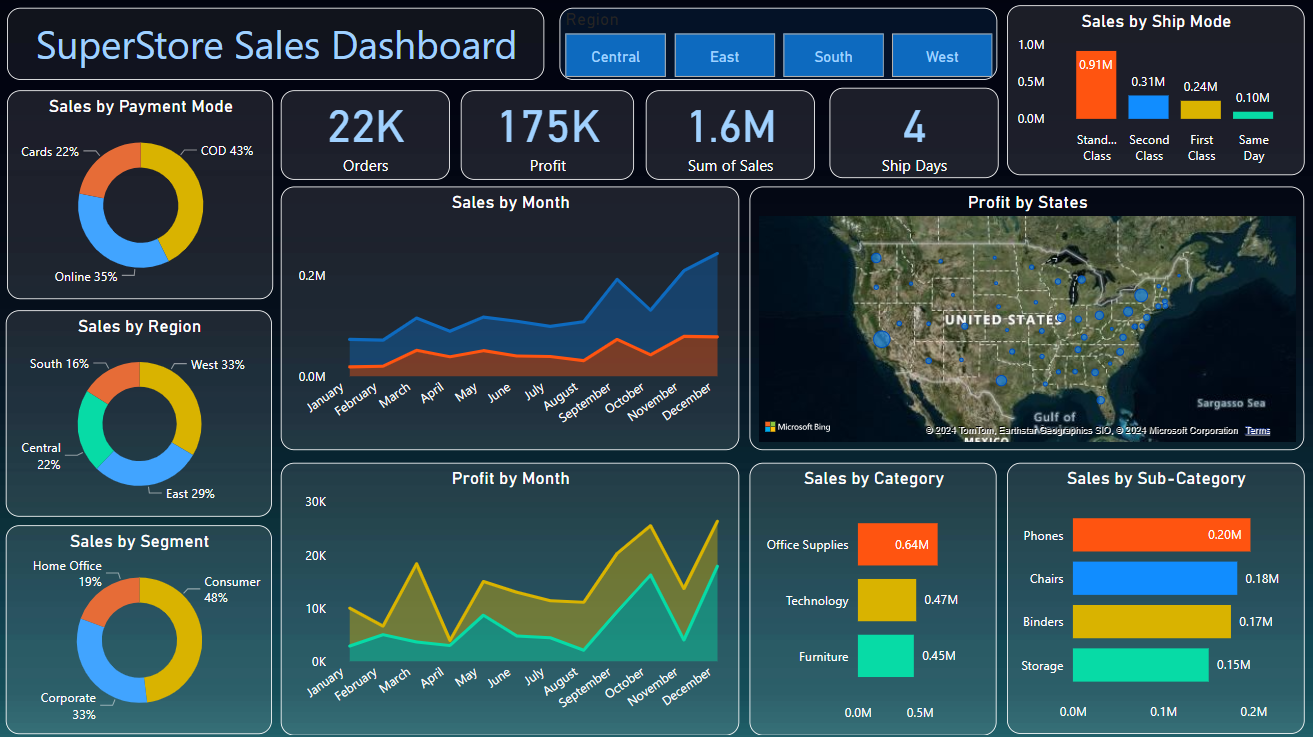 SuperStore Sales Dashboard
Region
Central
East
South
West
Sales by Ship Mode
1.0M
0.5M
0.0M
0.91M
0.31M
0.24M
0.10M
Stand...
Class
Second
Class
First
Class
Same
Day
Sales by Payment Mode
Cards 22%
COD 43%
Online 35%
22K
Orders
175K
Profit
1.6M
Sum of Sales
4
Ship Days
Sales by Month
0.2M
0.0M
January
February
March
April
May
June
July
August
September
October
November
December
Profit by States
UNITED STATES
Sargasso Sea
Gulf of
MEXICO
Microsoft Bing
© 2024 TomTom, Earthstar Geographics SIO, © 2024 Microsoft Corporation Terms
Sales by Region
South 16%
West 33%
Central
22%
East 29%
Sales by Segment
Home Office
19%
Consumer
48%
Corporate
33%
Profit by Month
30K
20K
10K
0K
January
February
March
April
May
June
July
August
September
October
November
December
Sales by Category
Office Supplies
0.64M
Technology
0.47M
Furniture
0.45M
0.0M
0.5M
Sales by Sub-Category
Phones
0.20M
Chairs
0.18M
Binders
0.17M
Storage
0.15M
0.0M
0.1M
0.2M